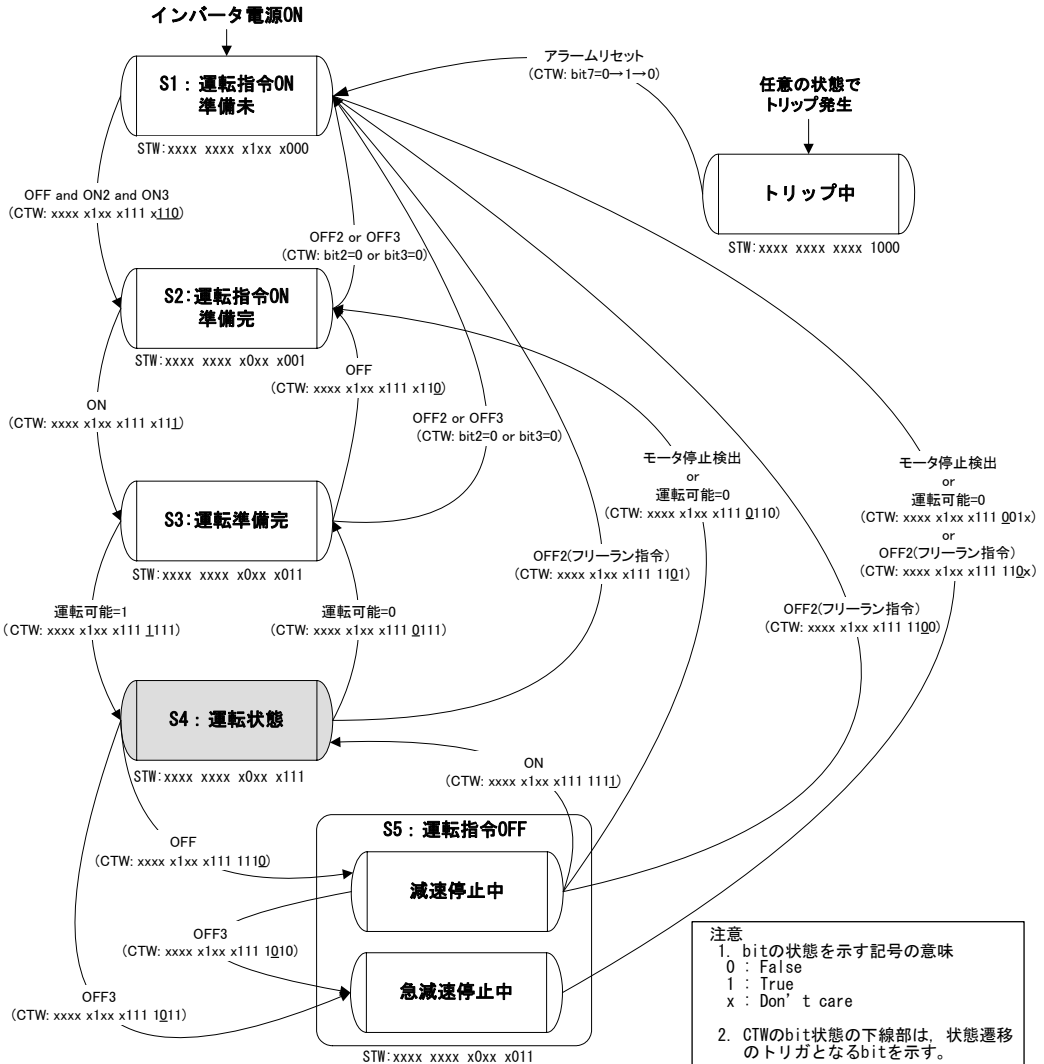 インバータ電源ON
S1：運転指令ON
準備未
STW:xxxx xxxx x1xx x000
アラームリセット
(CTW: bit7=0→1→0)
任意の状態で
トリップ発生
トリップ中
STW:xxxx xxxx xxxx 1000
OFF and ON2 and ON3
(CTW: xxxx x1xx x111 x110)
OFF2 or OFF3
(CTW: bit2=0 or bit3=0)
S2:運転指令ON
準備完
STW:xxxx xxxx x0xx x001
OFF
(CTW: xxxx x1xx x111 x110)
ON
(CTW: xxxx x1xx x111 x111)
OFF2 or OFF3
(CTW: bit2=0 or bit3=0)
モータ停止検出
or
運転可能=0
(CTW: xxxx x1xx x111 0110)
モータ停止検出
or
運転可能=0
(CTW: xxxx x1xx x111 001x)
or
OFF2(フリーラン指令)
(CTW: xxxx x1xx x111 110x)
S3:運転準備完
STW:xxxx xxxx x0xx x011
OFF2(フリーラン指令)
(CTW: xxxx x1xx x111 1101)
運転可能=1
(CTW: xxxx x1xx x111 1111)
運転可能=0
(CTW: xxxx x1xx x111 0111)
OFF2(フリーラン指令)
(CTW: xxxx x1xx x111 1100)
S4：運転状態
STW:xxxx xxxx x0xx x111
ON
(CTW: xxxx x1xx x111 1111)
OFF
(CTW: xxxx x1xx x111 1110)
S5：運転指令OFF
減速停止中
OFF3
(CTW: xxxx x1xx x111 1010)
急減速停止中
OFF3
(CTW: xxxx x1xx x111 1011)
STW:xxxx xxxx x0xx x011
注意
1. bitの状態を示す記号の意味
0 : False
1 : True
x : Don't care
2. CTWのbit状態の下線部は，状態遷移
のトリガとなるbitを示す。